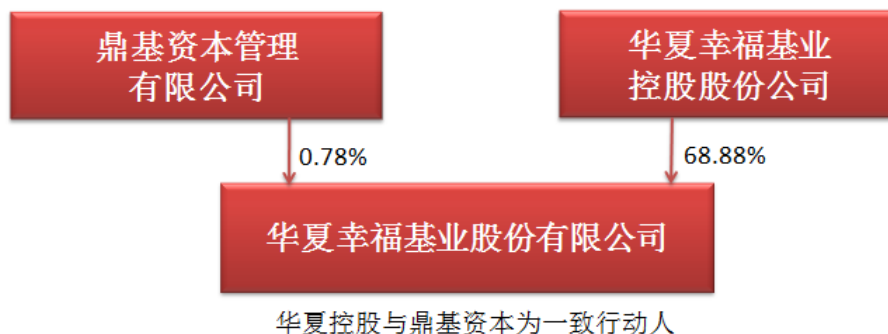 鼎基资本管理
有限公司
华夏幸福基业
控股股份公司
0.78%
68.88%
华夏幸福基业股份有限公司
华夏控股与鼎基资本为一致行动人